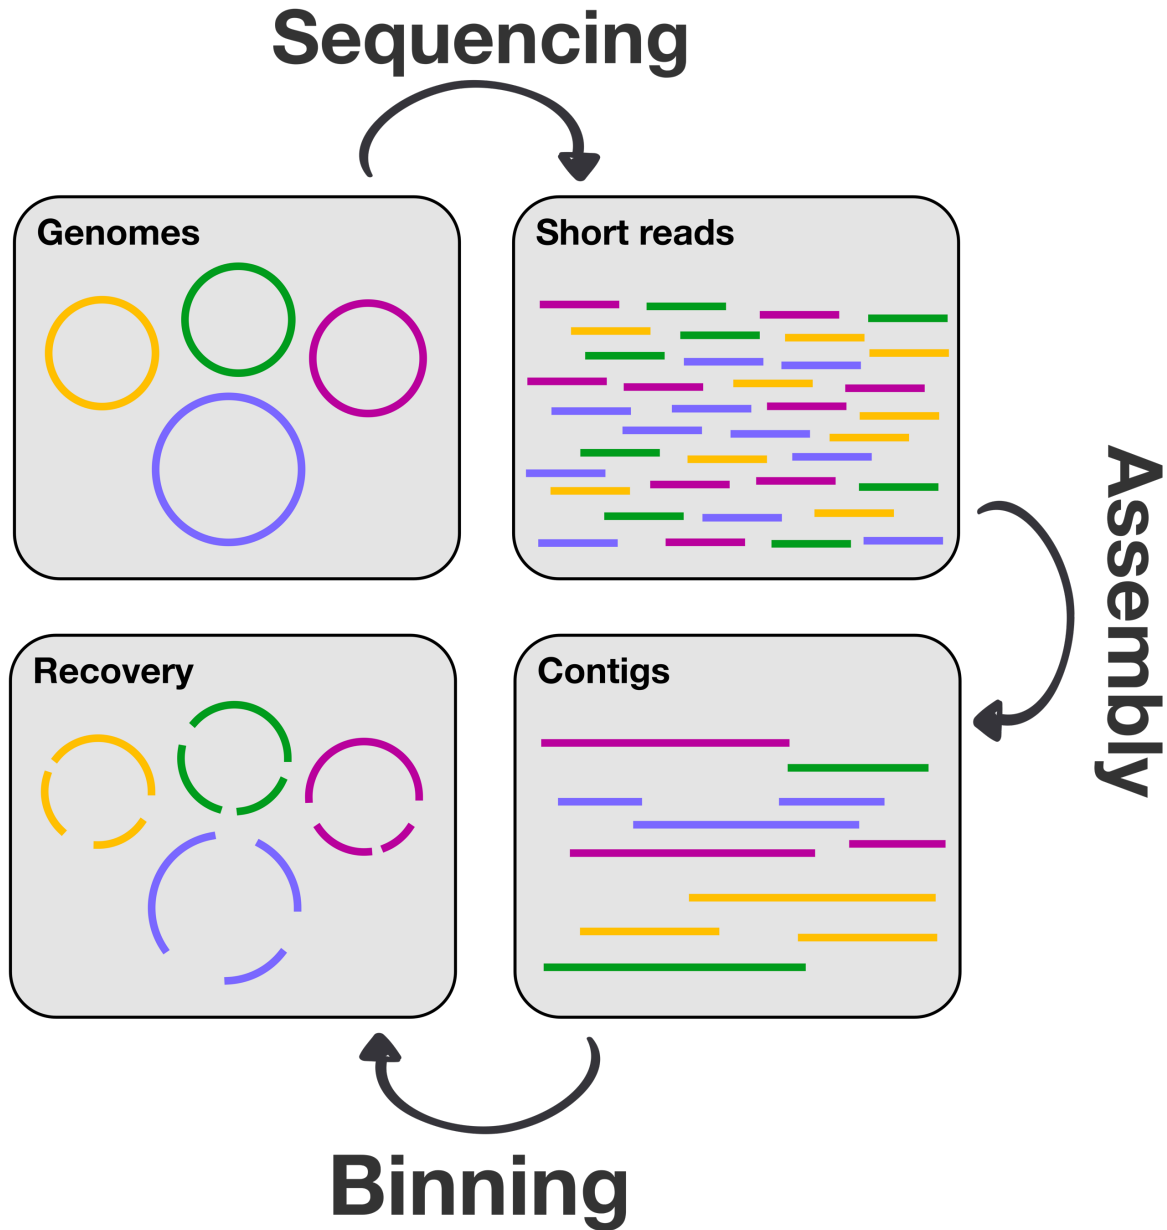 Sequencing
Genomes
Short reads
Assembly
Recovery
Contigs
Binning